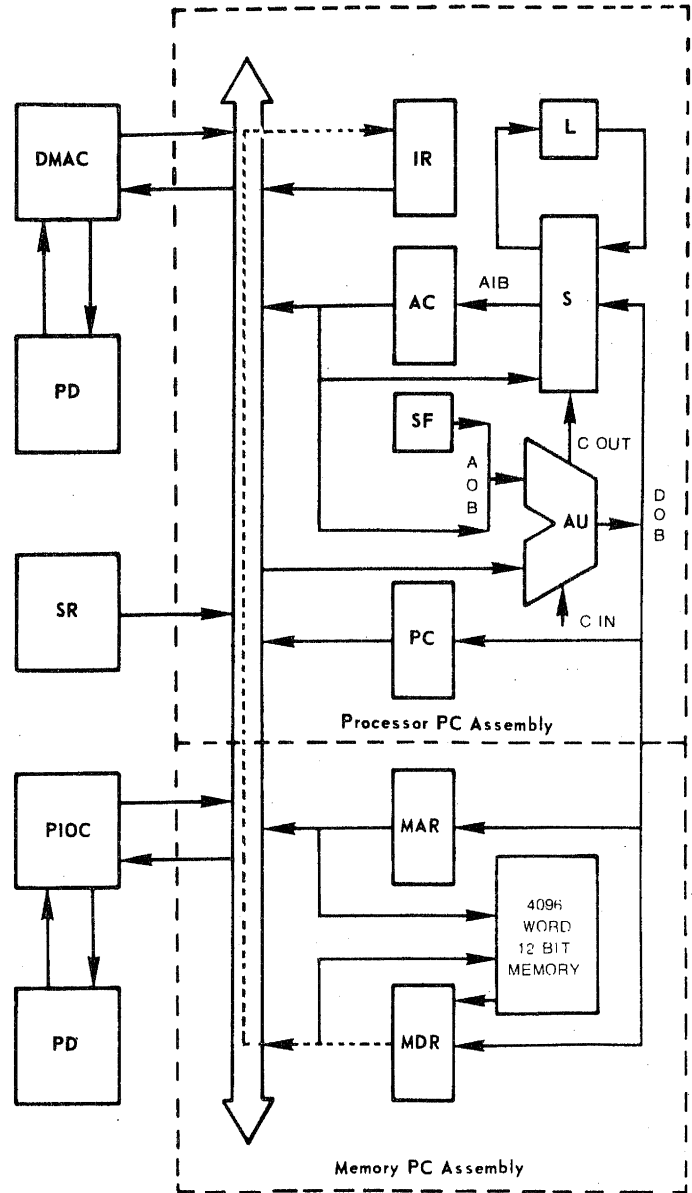 DMAC
IR
L
AC
AIB
S
PD
SF
C OUT
A
O
B
AU
D
O
B
SR
C IN
PC
Processor PC Assembly
PIOC
MAR
4096
WORD
12 BIT
MEMORY
PD
MDR
Memory PC Assembly